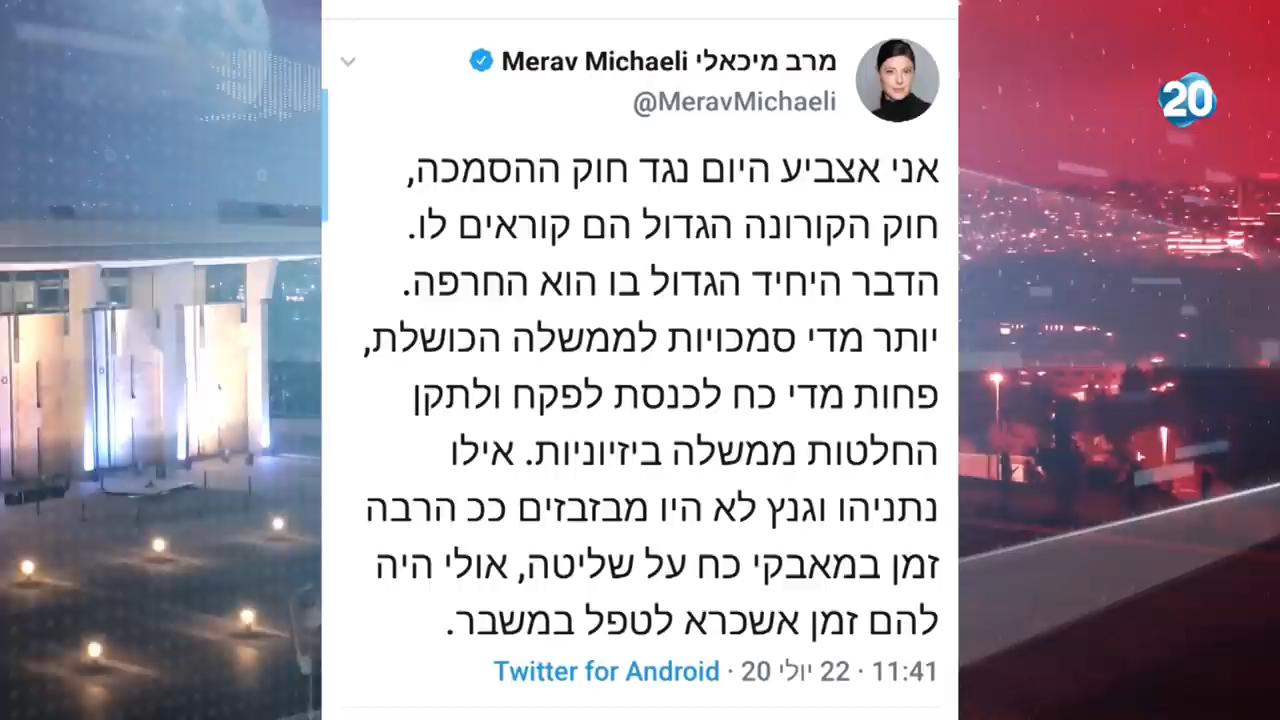 מרב מיכאלי Merav Michaeli
@MeravMichaeli
20
אני אצביע היום נגד חוק ההסמכה,
חוק הקורונה הגדול הם קוראים לו.
הדבר היחיד הגדול בו הוא החרפה.
יותר מדי סמכויות לממשלה הכושלת,
פחות מדי כח לכנסת לפקח ולתקן
החלטות ממשלה ביזיוניות. אילו
נתניהו וגנץ לא היו מבזבזים ככ הרבה
זמן במאבקי כח על שליטה, אולי היה
להם זמן אשכרא לטפל במשבר.
11:41 · 22 יולי 20 · Twitter for Android